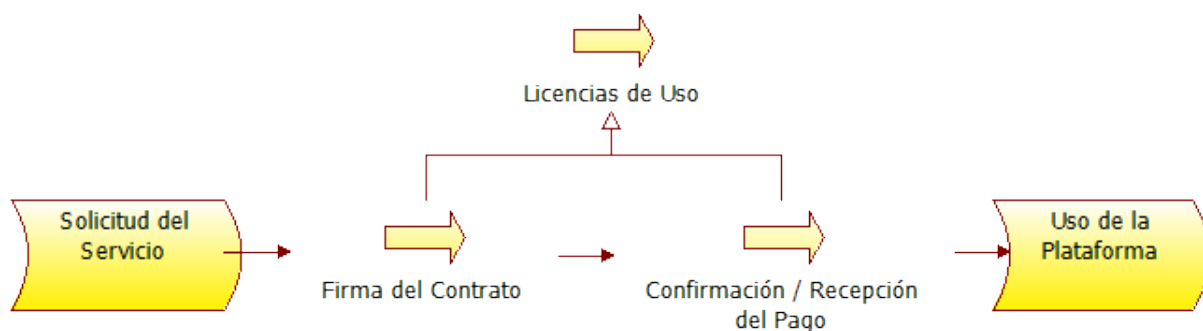 Licencias de Uso
Solicitud del
Servicio
Firma del Contrato
Confirmación / Recepción
del Pago
Uso de la
Plataforma